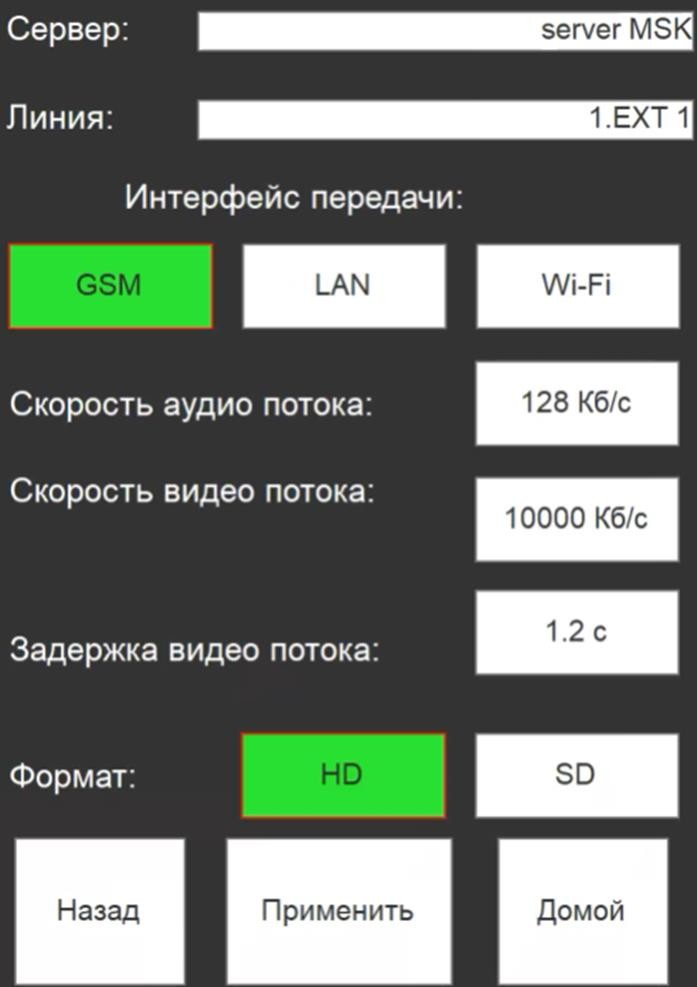 Сервер: server MSK
Линия: 1.EXT 1
Интерфейс передачи:
GSM LAN Wi-Fi
Скорость аудио потока: 128 Кб/с
Скорость видео потока: 10000 Кб/с
Задержка видео потока: 1.2 с
Формат: HD SD
Назад Применить Домой